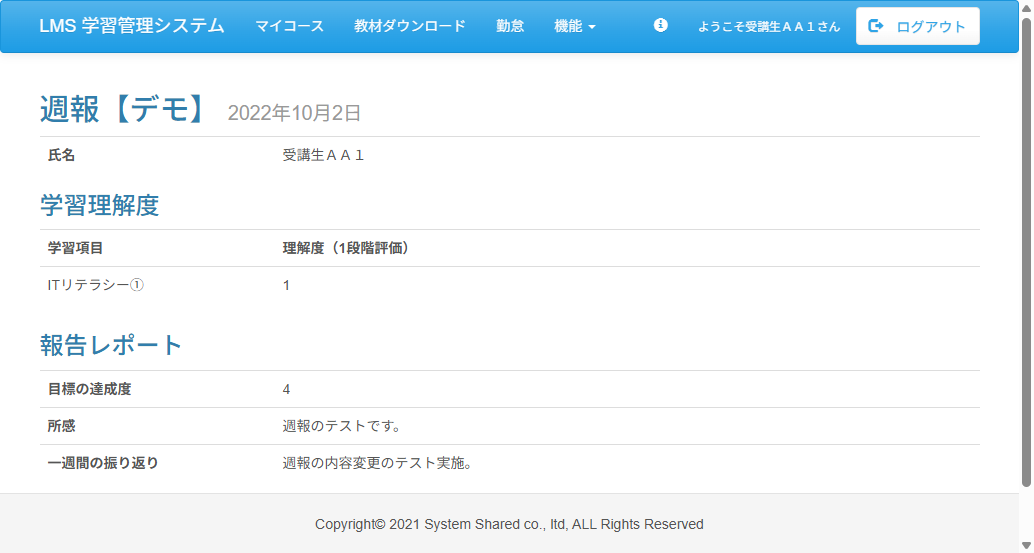 LMS 学習管理システム マイコース 教材ダウンロード 勤怠 機能 ようこそ受講生ＡＡ１さん ログアウト
週報【デモ】 2022年10月2日
氏名 受講生ＡＡ１
学習理解度
学習項目 理解度（1段階評価）
ITリテラシー① 1
報告レポート
目標の達成度 4
所感 週報のテストです。
一週間の振り返り 週報の内容変更のテスト実施。
Copyright© 2021 System Shared co., ltd, ALL Rights Reserved